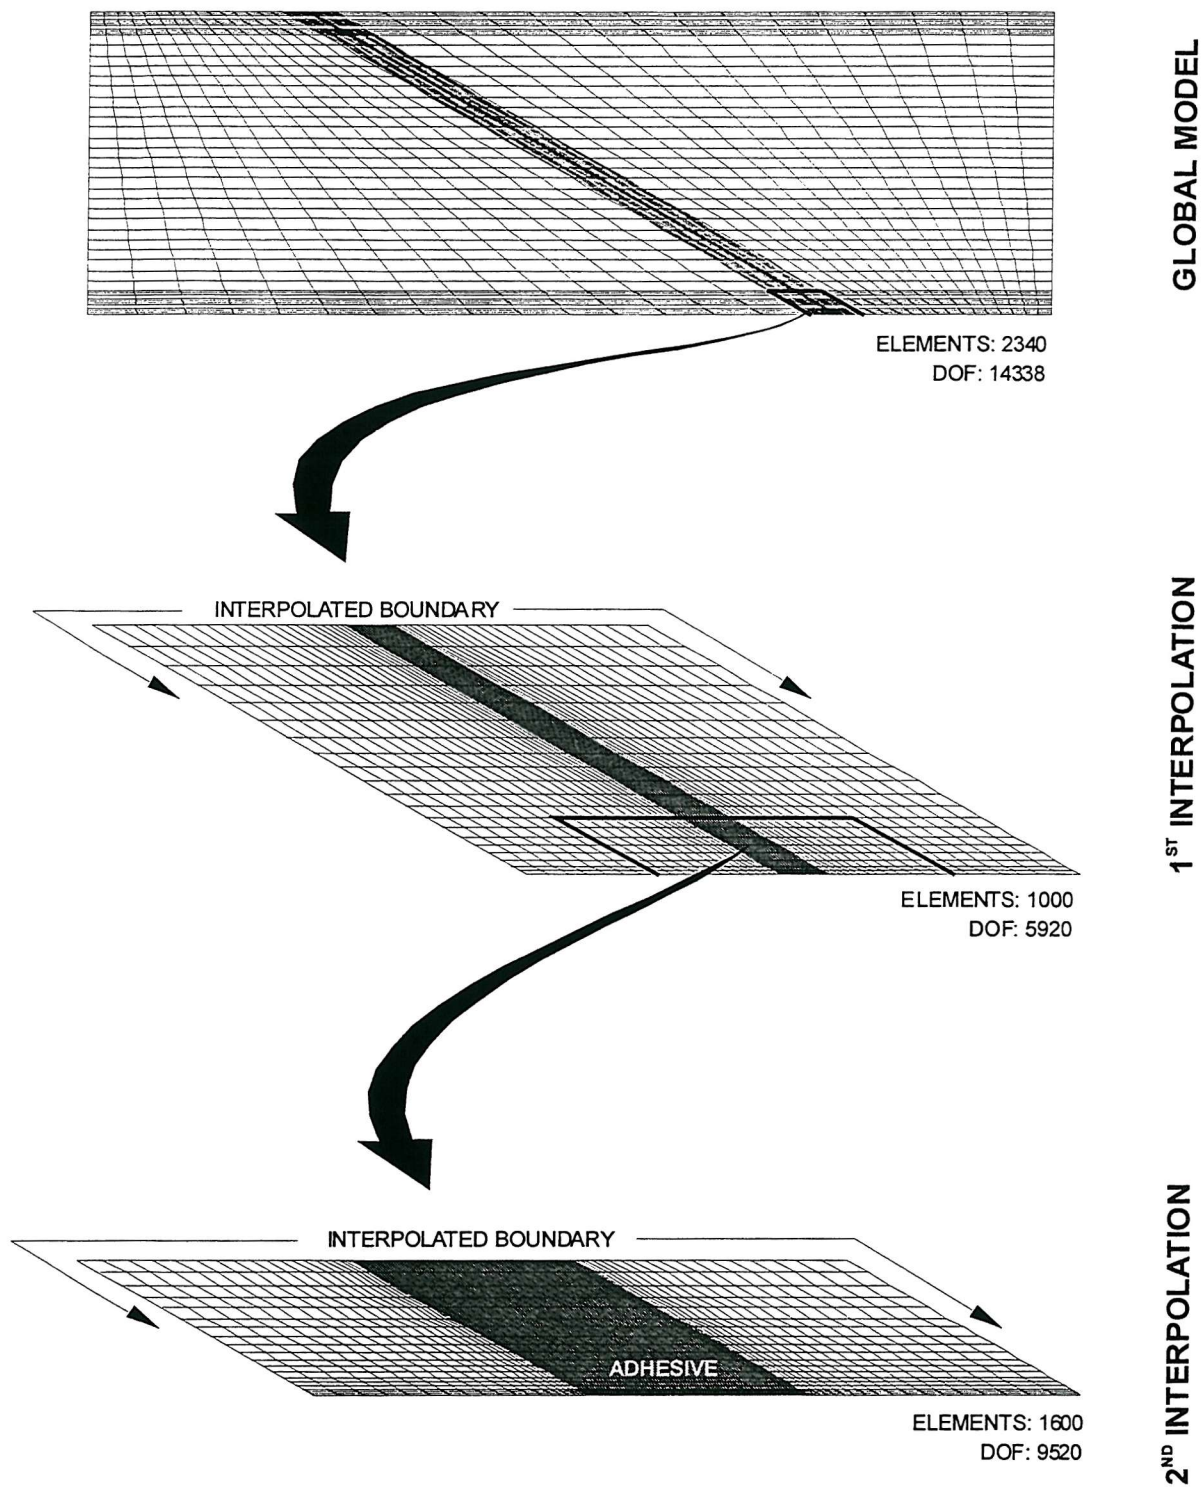 GLOBAL MODEL
ELEMENTS: 2340
DOF: 14338
INTERPOLATED BOUNDARY
1ST INTERPOLATION
ELEMENTS: 1000
DOF: 5920
INTERPOLATED BOUNDARY
ADHESIVE
2ND INTERPOLATION
ELEMENTS: 1600
DOF: 9520